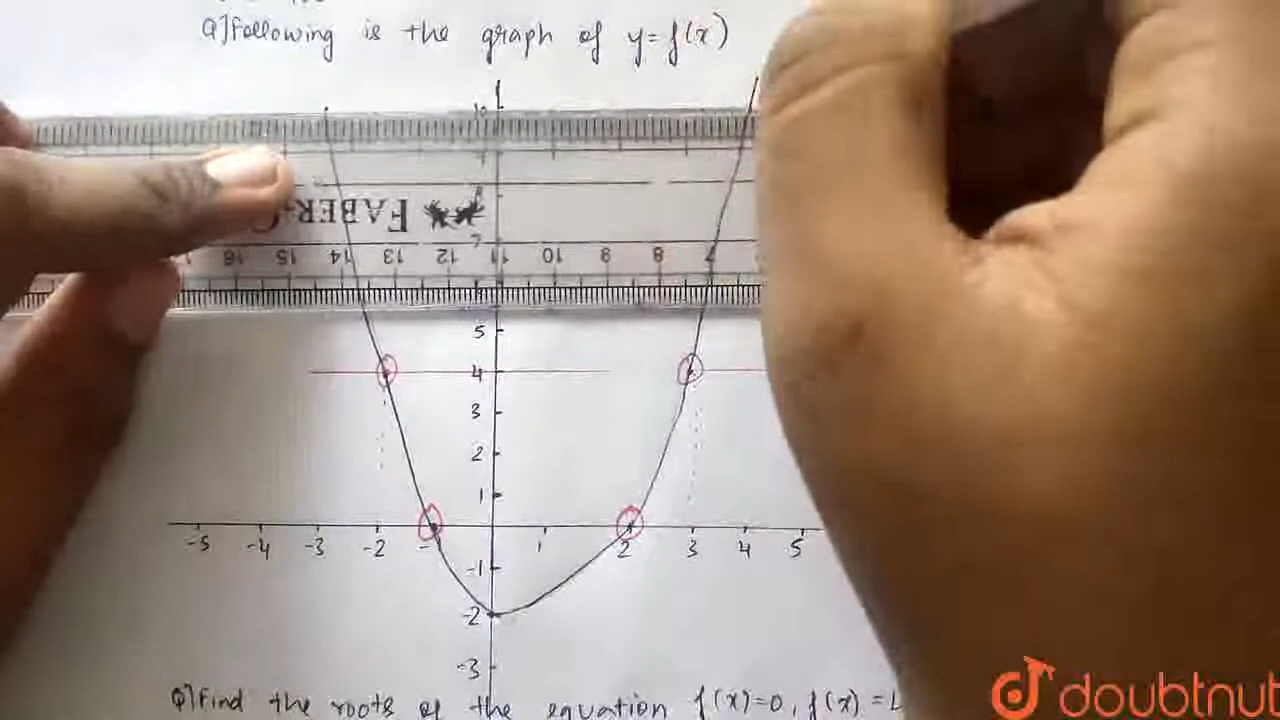 Q] Following is the graph of y=f(x)
10
FABER-C
18 16 15 14 13 12 11 10 9 8 7
5
4
3
2
1
-5 -4 -3 -2 1 2 3 4 5
-1
-2
-3
Q] Find the roots of the equation f(x)=0, f(x)=
doubtnut